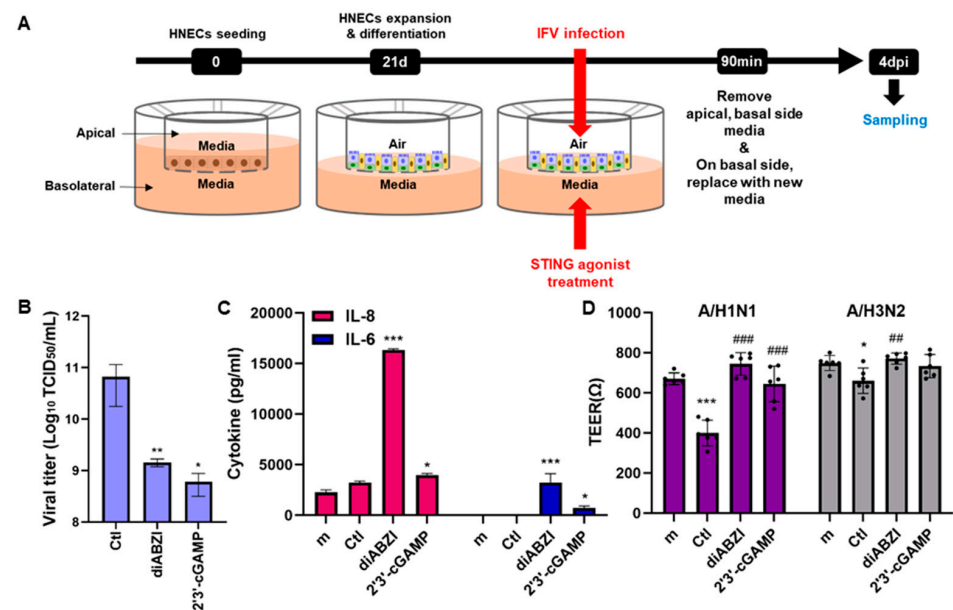 A
HNECs seeding
HNECs expansion
& differentiation
IFV infection
0
21d
90min
4dpi
Apical
Media
Basolateral
Media
Air
Media
Air
Media
Remove
apical, basal side
media
&
On basal side,
replace with new
media
Sampling
STING agonist
treatment
B
Viral titer (Log10 TCID50/mL)
11
10
9
8
**
*
Ctl
diABZI
2'3'-cGAMP
C
IL-8
IL-6
Cytokine (pg/ml)
20000
15000
10000
5000
0
***
*
***
*
m
Ctl
diABZI
2'3'-cGAMP
m
Ctl
diABZI
2'3'-cGAMP
D
A/H1N1
A/H3N2
TEER(Ω)
1000
800
600
400
200
0
***
###
###
*
##
m
Ctl
diABZI
2'3'-cGAMP
m
Ctl
diABZI
2'3'-cGAMP